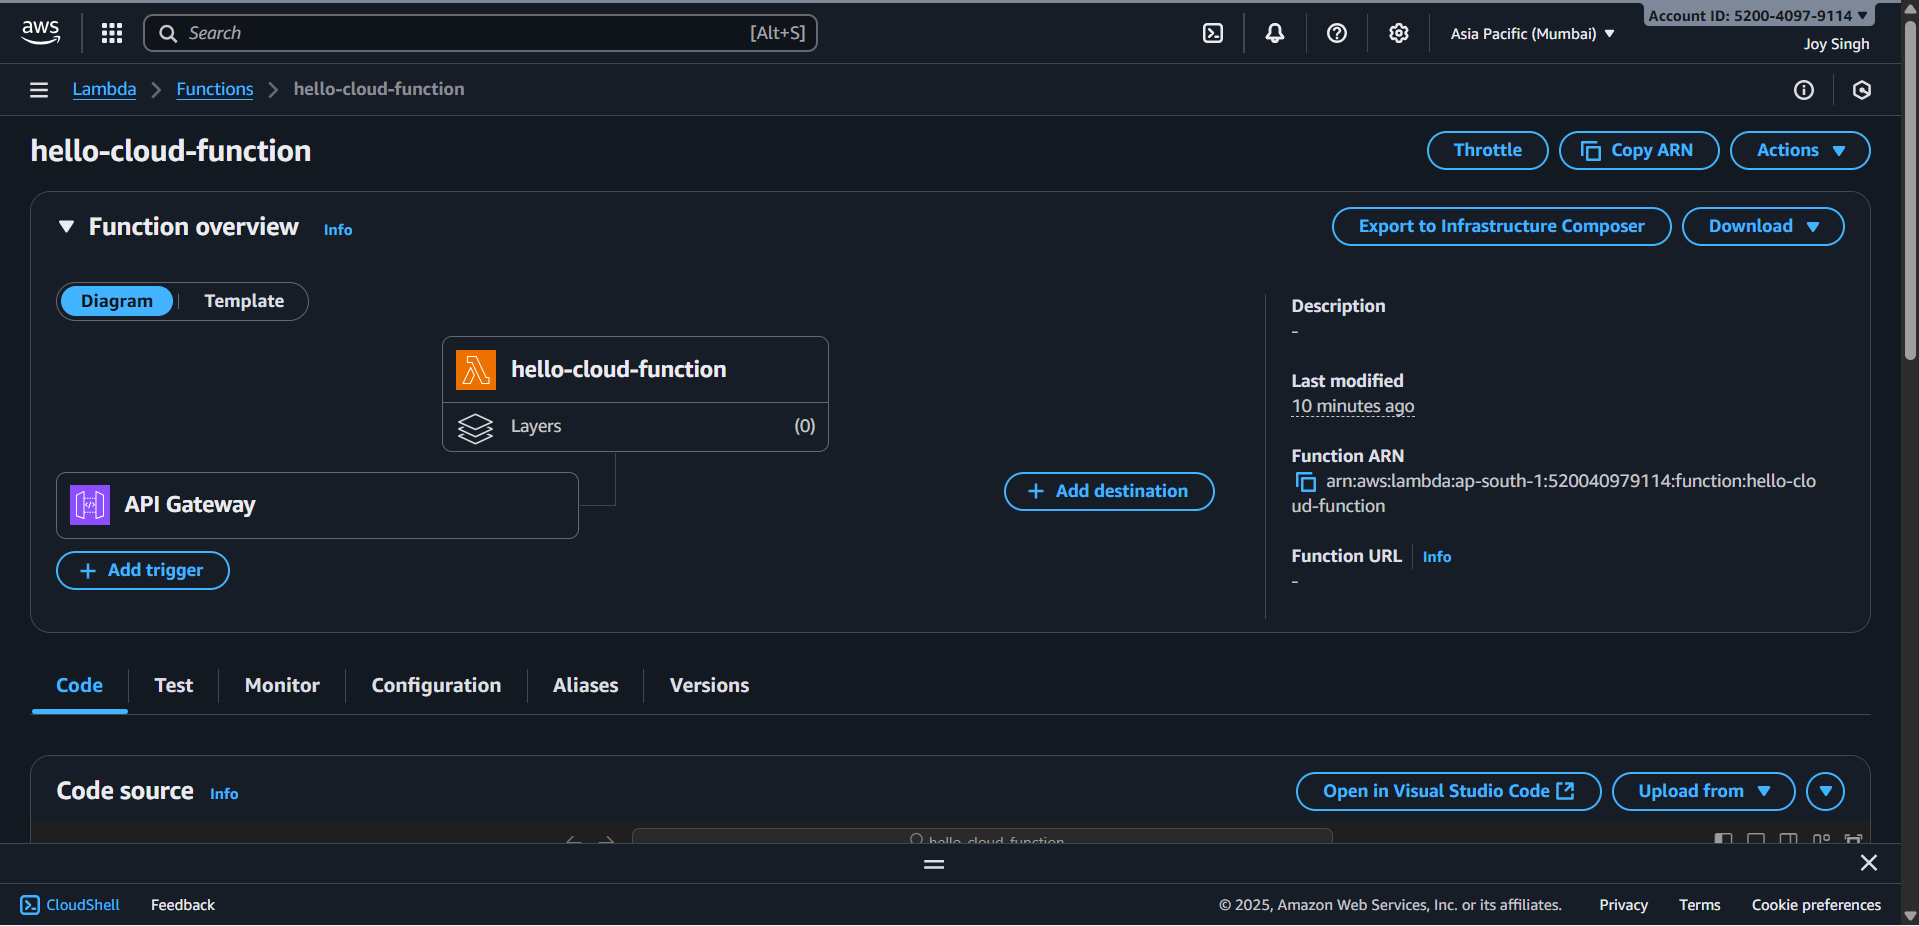 aws
Search [Alt+S]
Asia Pacific (Mumbai)
Account ID: 5200-4097-9114
Joy Singh
Lambda Functions hello-cloud-function
hello-cloud-function
Throttle Copy ARN Actions
Function overview Info
Export to Infrastructure Composer Download
Diagram Template
hello-cloud-function
Layers (0)
API Gateway
Add trigger
Add destination
Description
-
Last modified
10 minutes ago
Function ARN
arn:aws:lambda:ap-south-1:520040979114:function:hello-clo
ud-function
Function URL Info
-
Code Test Monitor Configuration Aliases Versions
Code source Info
Open in Visual Studio Code Upload from
hello-cloud-function
CloudShell Feedback
© 2025, Amazon Web Services, Inc. or its affiliates. Privacy Terms Cookie preferences